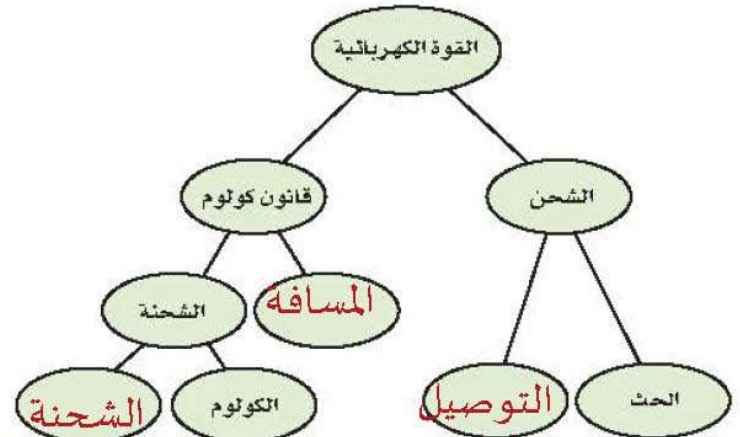 القوة الكهربائية
الشحن
قانون كولوم
المسافة
الشحنة
الحث
التوصيل
الكولوم
الشحنة